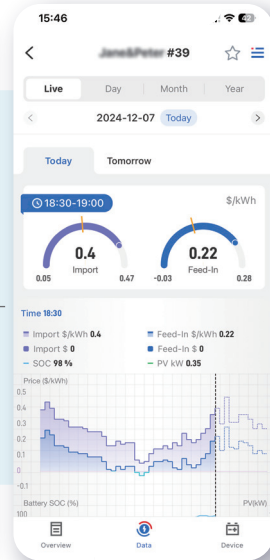 15:46
42
#39
Live Day Month Year
2024-12-07 Today
Today Tomorrow
18:30-19:00 $/kWh
0.4 0.22
Import Feed-In
0.05 0.47 -0.03 0.28
Time 18:30
Import $/kWh 0.4 Feed-In $/kWh 0.22
Import $ 0 Feed-In $ 0
SOC 98 % PV kW 0.35
Price ($/kWh)
0.5
0.4
0.3
0.2
0.1
0
-0.1
Battery SOC (%) PV(kW)
100
Overview Data Device